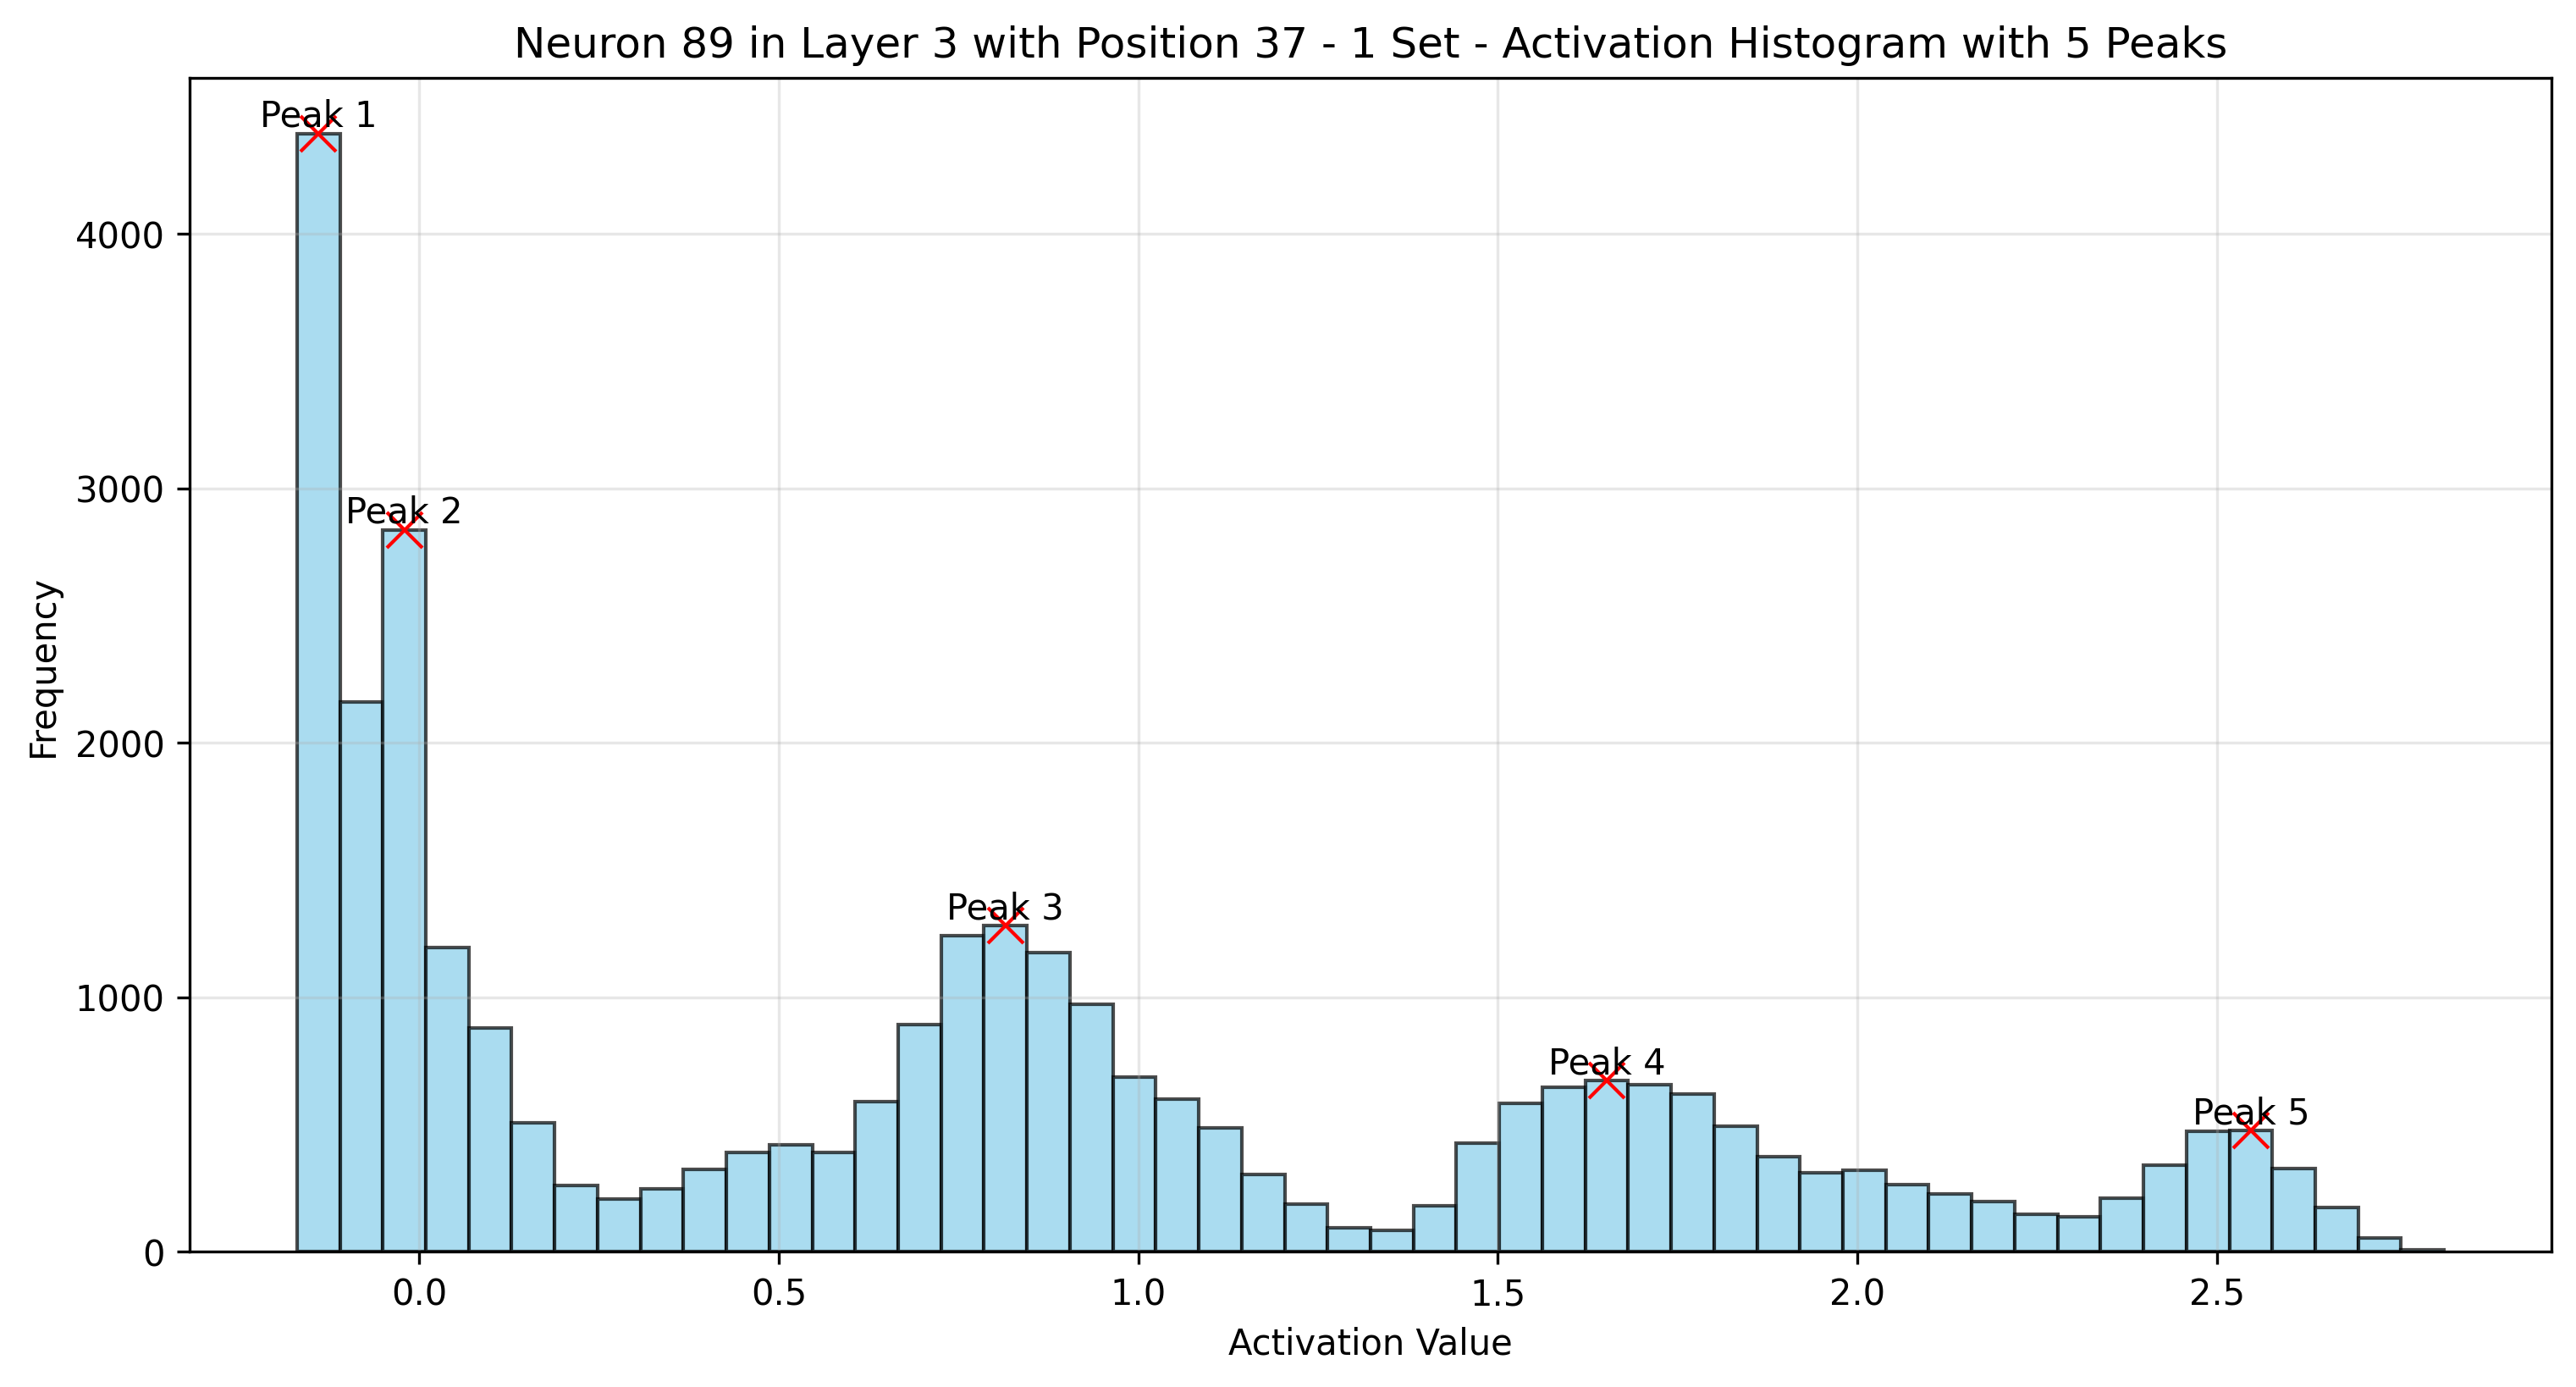 Neuron 89 in Layer 3 with Position 37 - 1 Set - Activation Histogram with 5 Peaks
Peak 1
4000
Peak 2
3000
Frequency
2000
Peak 3
1000
Peak 4
Peak 5
0
0.0 0.5 1.0 1.5 2.0 2.5
Activation Value